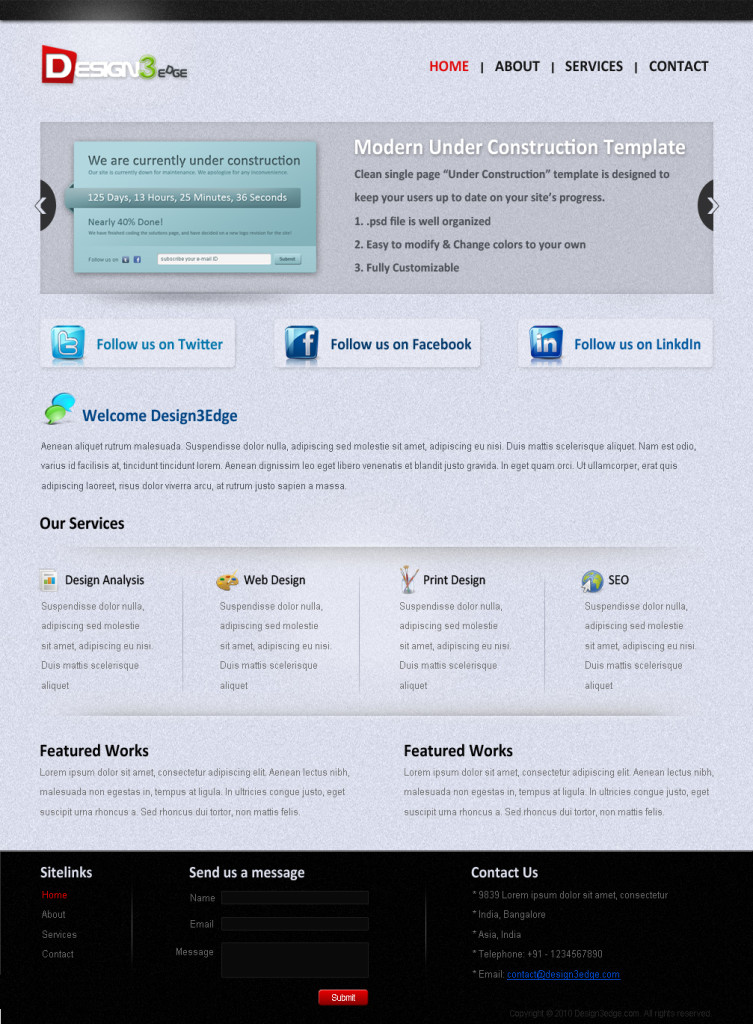 DESIGN3EDGE
HOME | ABOUT | SERVICES | CONTACT
We are currently under construction
Our site is currently down for maintenance. We apologise for any inconvenience.
125 Days, 13 Hours, 25 Minutes, 36 Seconds
Nearly 40% Done!
We have finished coding the solutions page, and have decided on a new logo medium for the site!
Follow us on
subscribe your e-mail ID
Submit
Modern Under Construction Template
Clean single page “Under Construction” template is designed to
keep your users up to date on your site’s progress.
1. .psd file is well organized
2. Easy to modify & Change colors to your own
3. Fully Customizable
Follow us on Twitter
Follow us on Facebook
Follow us on LinkdIn
Welcome Design3Edge
Aenean aliquet rutrum malesuada. Suspendisse dolor nulla, adipiscing sed molestie sit amet, adipiscing eu nisi. Duis mattis scelerisque aliquet. Nam est odio,
varius id facilisis at, tincidunt tincidunt lorem. Aenean dignissim leo eget libero venenatis et blandit justo gravida. In eget quam orci. Ut ullamcorper, erat quis
adipiscing laoreet, risus dolor viverra arcu, at rutrum justo sapien a massa.
Our Services
Design Analysis
Suspendisse dolor nulla,
adipiscing sed molestie
sit amet, adipiscing eu nisi.
Duis mattis scelerisque
aliquet
Web Design
Suspendisse dolor nulla,
adipiscing sed molestie
sit amet, adipiscing eu nisi.
Duis mattis scelerisque
aliquet
Print Design
Suspendisse dolor nulla,
adipiscing sed molestie
sit amet, adipiscing eu nisi.
Duis mattis scelerisque
aliquet
SEO
Suspendisse dolor nulla,
adipiscing sed molestie
sit amet, adipiscing eu nisi.
Duis mattis scelerisque
aliquet
Featured Works
Lorem ipsum dolor sit amet, consectetur adipiscing elit. Aenean lectus nibh,
malesuada non egestas in, tempus at ligula. In ultricies congue justo, eget
suscipit urna rhoncus a. Sed rhoncus dui tortor, non mattis felis.
Featured Works
Lorem ipsum dolor sit amet, consectetur adipiscing elit. Aenean lectus nibh,
malesuada non egestas in, tempus at ligula. In ultricies congue justo, eget
suscipit urna rhoncus a. Sed rhoncus dui tortor, non mattis felis.
Sitelinks
Home
About
Services
Contact
Send us a message
Name
Email
Message
Submit
Contact Us
* 9839 Lorem ipsum dolor sit amet, consectetur
* India, Bangalore
* Asia, India
* Telephone: +91 - 1234567890
* Email: contact@design3edge.com
Copyright © 2010 Design3edge.com. All rights reserved.